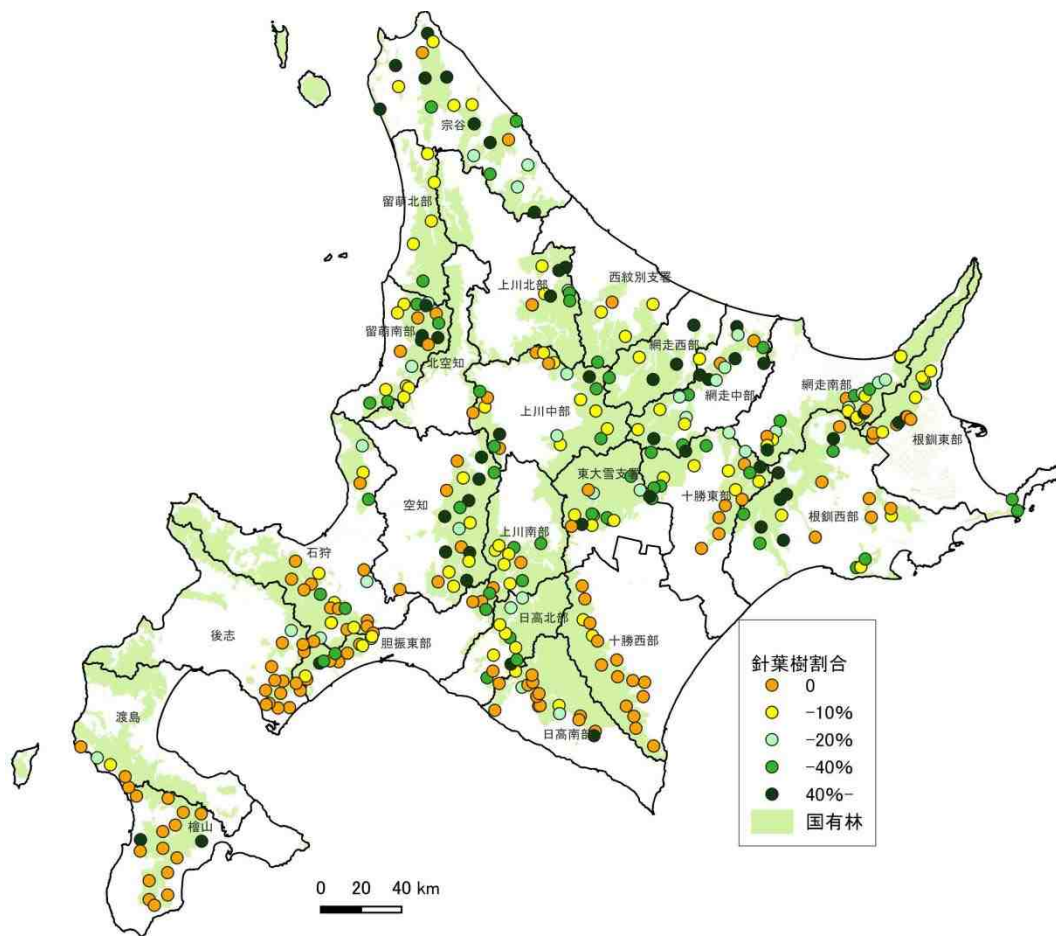 宗谷
留萌北部
上川北部
西紋別支署
留萌南部
網走西部
北空知
網走中部
網走南部
上川中部
根釧東部
東大雪支署
十勝東部
空知
根釧西部
上川南部
石狩
日高北部
後志
胆振東部
十勝西部
渡島
日高南部
檜山
針葉樹割合
0
-10%
-20%
-40%
40%-
国有林
0 20 40 km